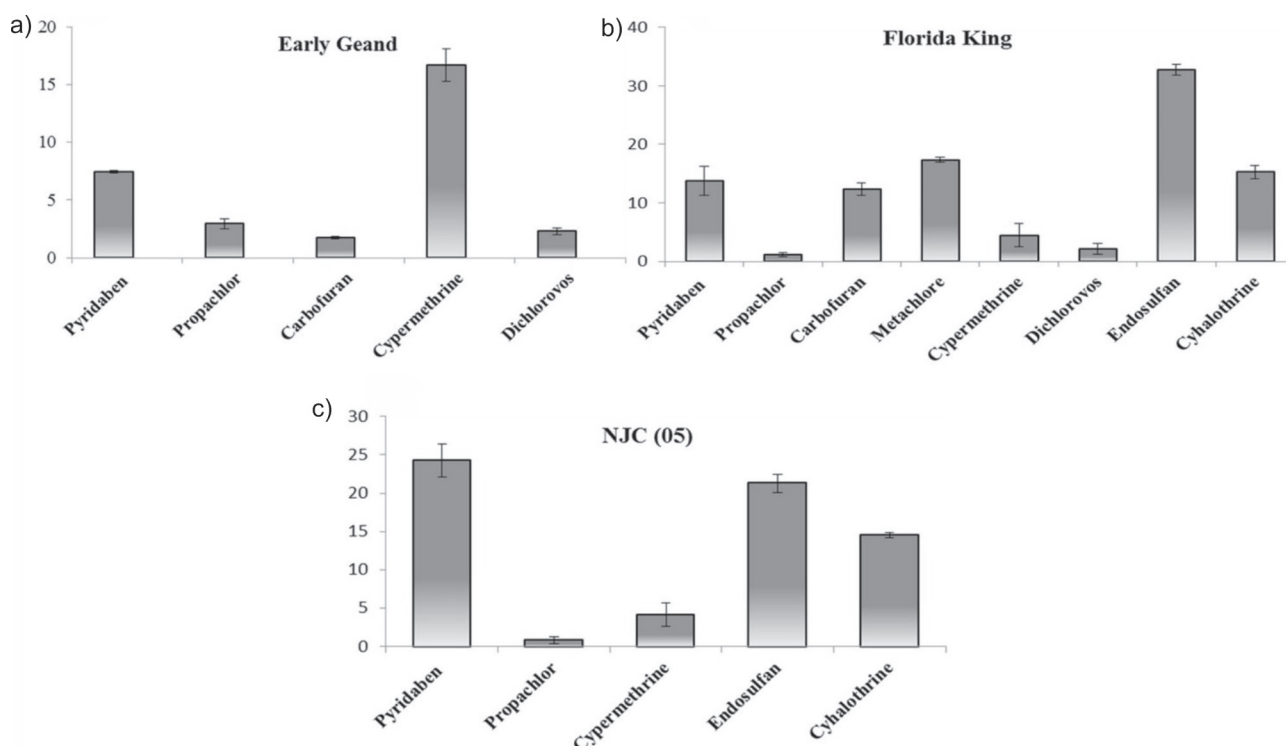 a)
Early Geand
20
15
10
5
0
Pyridaben
Propachlor
Carbofuran
Cypermethrine
Dichlorovos
b)
Florida King
40
30
20
10
0
Pyridaben
Propachlor
Carbofuran
Metachlore
Cypermethrine
Dichlorovos
Endosulfan
Cyhalothrine
c)
NJC (05)
30
25
20
15
10
5
0
Pyridaben
Propachlor
Cypermethrine
Endosulfan
Cyhalothrine